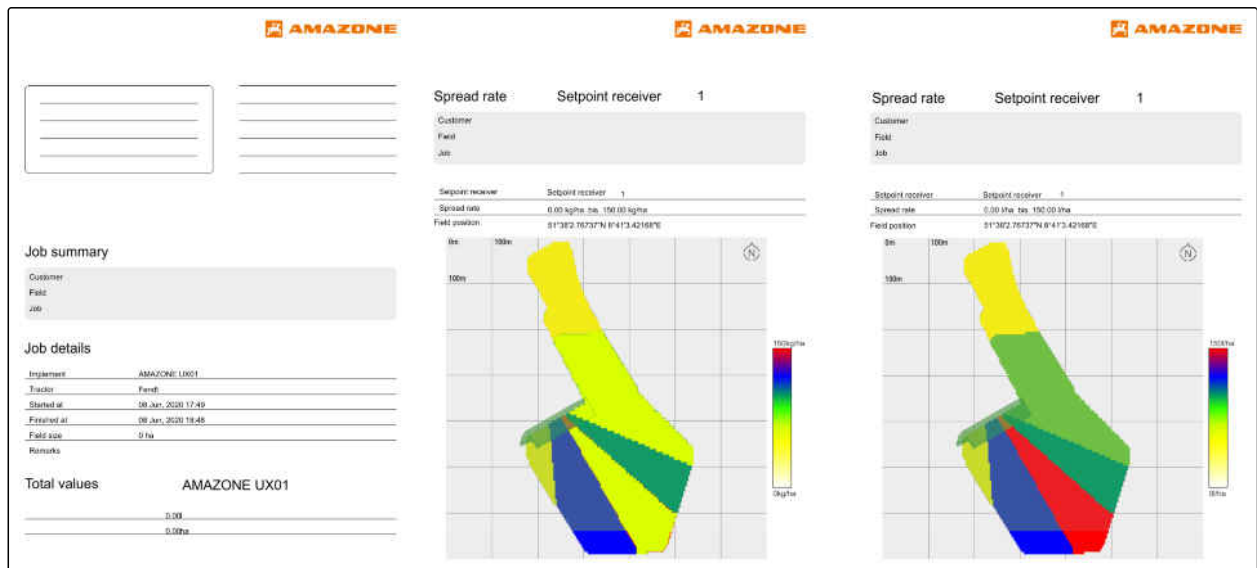 AMAZONE
Job summary
Customer
Field
Job
Job details
Implement AMAZONE UX01
Tractor Fendt
Started at 08 Jun, 2020 17:49
Finished at 08 Jun, 2020 18:48
Field size 0 ha
Remarks
Total values AMAZONE UX01
0.00l
0.00ha
AMAZONE
Spread rate Setpoint receiver 1
Customer
Field
Job
Setpoint receiver Setpoint receiver 1
Spread rate 0.00 kg/ha bis 150.00 kg/ha
Field position 51°38'2.76737"N 8°41'3.42168"E
0m 100m
N
100m
150kg/ha
0kg/ha
AMAZONE
Spread rate Setpoint receiver 1
Customer
Field
Job
Setpoint receiver Setpoint receiver 1
Spread rate 0.00 l/ha bis 150.00 l/ha
Field position 51°38'2.76737"N 8°41'3.42168"E
0m 100m
N
100m
150l/ha
0l/ha